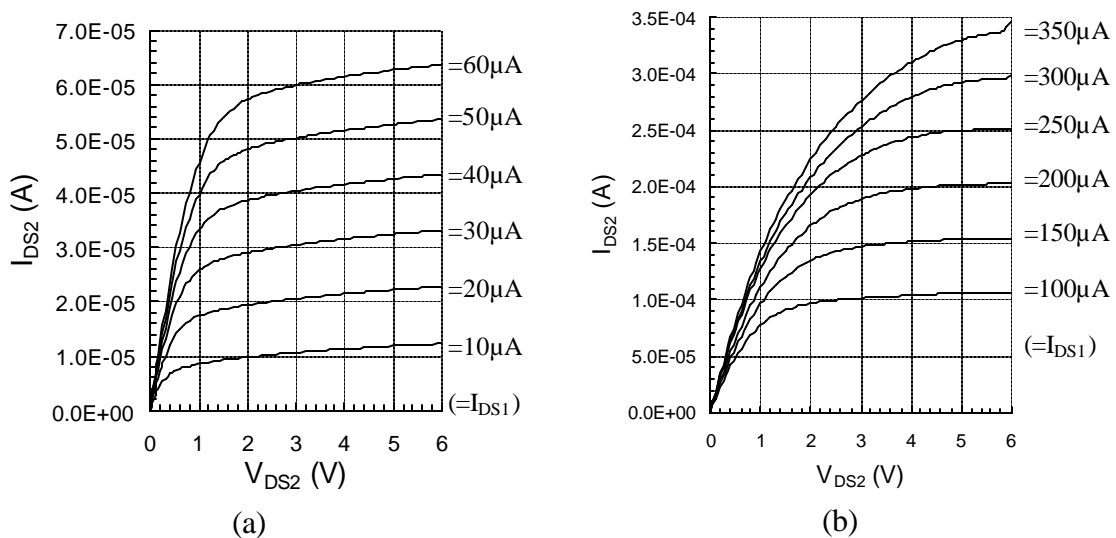 7.0E-05
6.0E-05
5.0E-05
4.0E-05
3.0E-05
2.0E-05
1.0E-05
0.0E+00
I_DS2 (A)
0 1 2 3 4 5 6
V_DS2 (V)
=60µA
=50µA
=40µA
=30µA
=20µA
=10µA
(=I_DS1)
(a)
3.5E-04
3.0E-04
2.5E-04
2.0E-04
1.5E-04
1.0E-04
5.0E-05
0.0E+00
I_DS2 (A)
0 1 2 3 4 5 6
V_DS2 (V)
=350µA
=300µA
=250µA
=200µA
=150µA
=100µA
(=I_DS1)
(b)